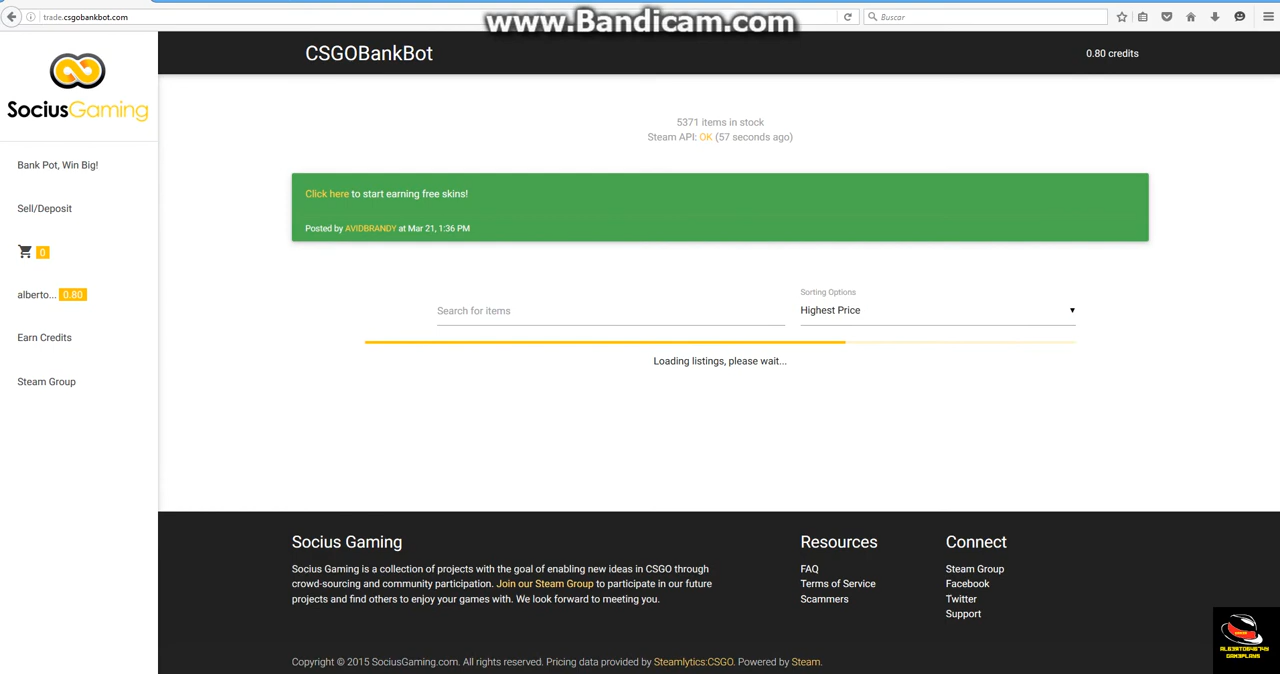 trade.csgobankbot.com
Buscar
www.Bandicam.com
SociusGaming
CSGOBankBot
0.80 credits
Bank Pot, Win Big!
Sell/Deposit
0
alberto... 0.80
Earn Credits
Steam Group
5371 items in stock
Steam API: OK (57 seconds ago)
Click here to start earning free skins!
Posted by AVIDBRANDY at Mar 21, 1:36 PM
Search for items
Sorting Options
Highest Price
Loading listings, please wait...
Socius Gaming
Socius Gaming is a collection of projects with the goal of enabling new ideas in CSGO through
crowd-sourcing and community participation. Join our Steam Group to participate in our future
projects and find others to enjoy your games with. We look forward to meeting you.
Resources
FAQ
Terms of Service
Scammers
Connect
Steam Group
Facebook
Twitter
Support
Copyright © 2015 SociusGaming.com. All rights reserved. Pricing data provided by Steamlytics:CSGO. Powered by Steam.
GAMEPLAYS